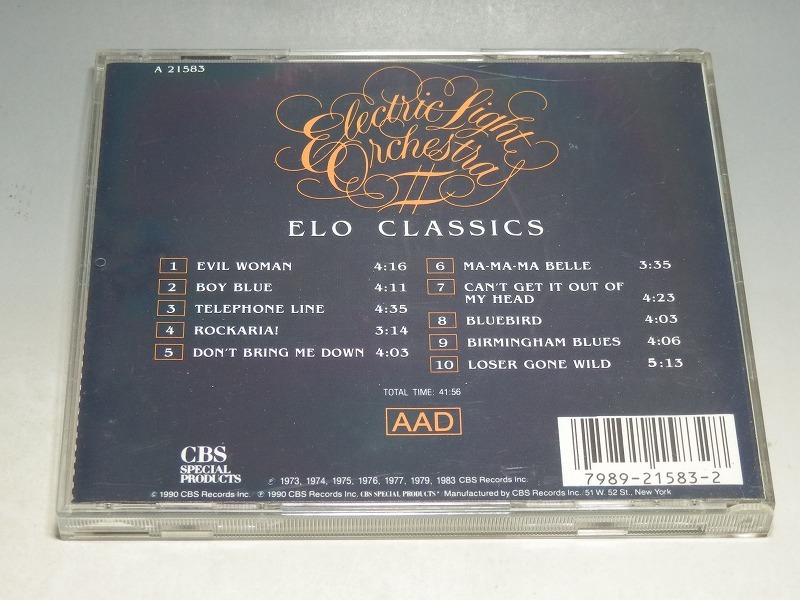 A 21583
Electric Light
Orchestra
II
ELO CLASSICS
1 EVIL WOMAN 4:16
2 BOY BLUE 4:11
3 TELEPHONE LINE 4:35
4 ROCKARIA! 3:14
5 DON'T BRING ME DOWN 4:03
6 MA-MA-MA BELLE 3:35
7 CAN'T GET IT OUT OF
MY HEAD 4:23
8 BLUEBIRD 4:03
9 BIRMINGHAM BLUES 4:06
10 LOSER GONE WILD 5:13
TOTAL TIME: 41:56
AAD
CBS
SPECIAL
PRODUCTS
℗ 1973, 1974, 1975, 1976, 1977, 1979, 1983 CBS Records Inc.
© 1990 CBS Records Inc. ℗ 1990 CBS Records Inc. CBS SPECIAL PRODUCTS" Manufactured by CBS Records Inc./51 W. 52 St., New York
7989-21583-2